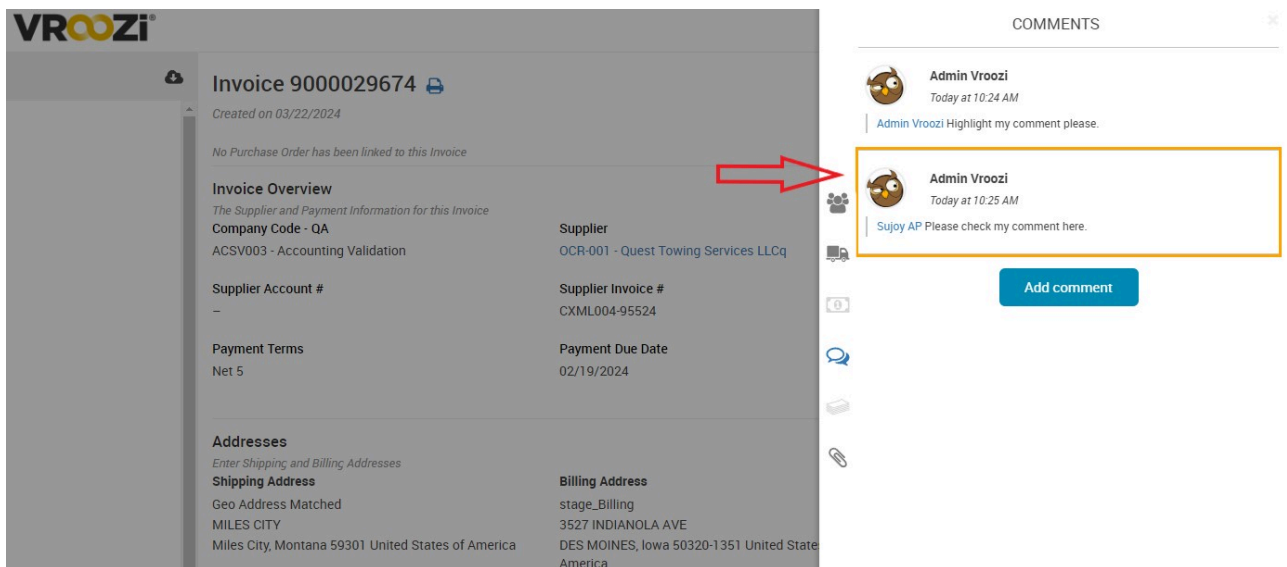 VROOZi
Invoice 9000029674
Created on 03/22/2024
No Purchase Order has been linked to this Invoice
Invoice Overview
The Supplier and Payment Information for this Invoice
Company Code - QA
ACSV003 - Accounting Validation
Supplier
OCR-001 - Quest Towing Services LLCq
Supplier Account #
–
Supplier Invoice #
CXML004-95524
Payment Terms
Net 5
Payment Due Date
02/19/2024
Addresses
Enter Shipping and Billing Addresses
Shipping Address
Geo Address Matched
MILES CITY
Miles City, Montana 59301 United States of America
Billing Address
stage_Billing
3527 INDIANOLA AVE
DES MOINES, Iowa 50320-1351 United State
America
COMMENTS
Admin Vroozi
Today at 10:24 AM
Admin Vroozi Highlight my comment please.
Admin Vroozi
Today at 10:25 AM
Sujoy AP Please check my comment here.
Add comment